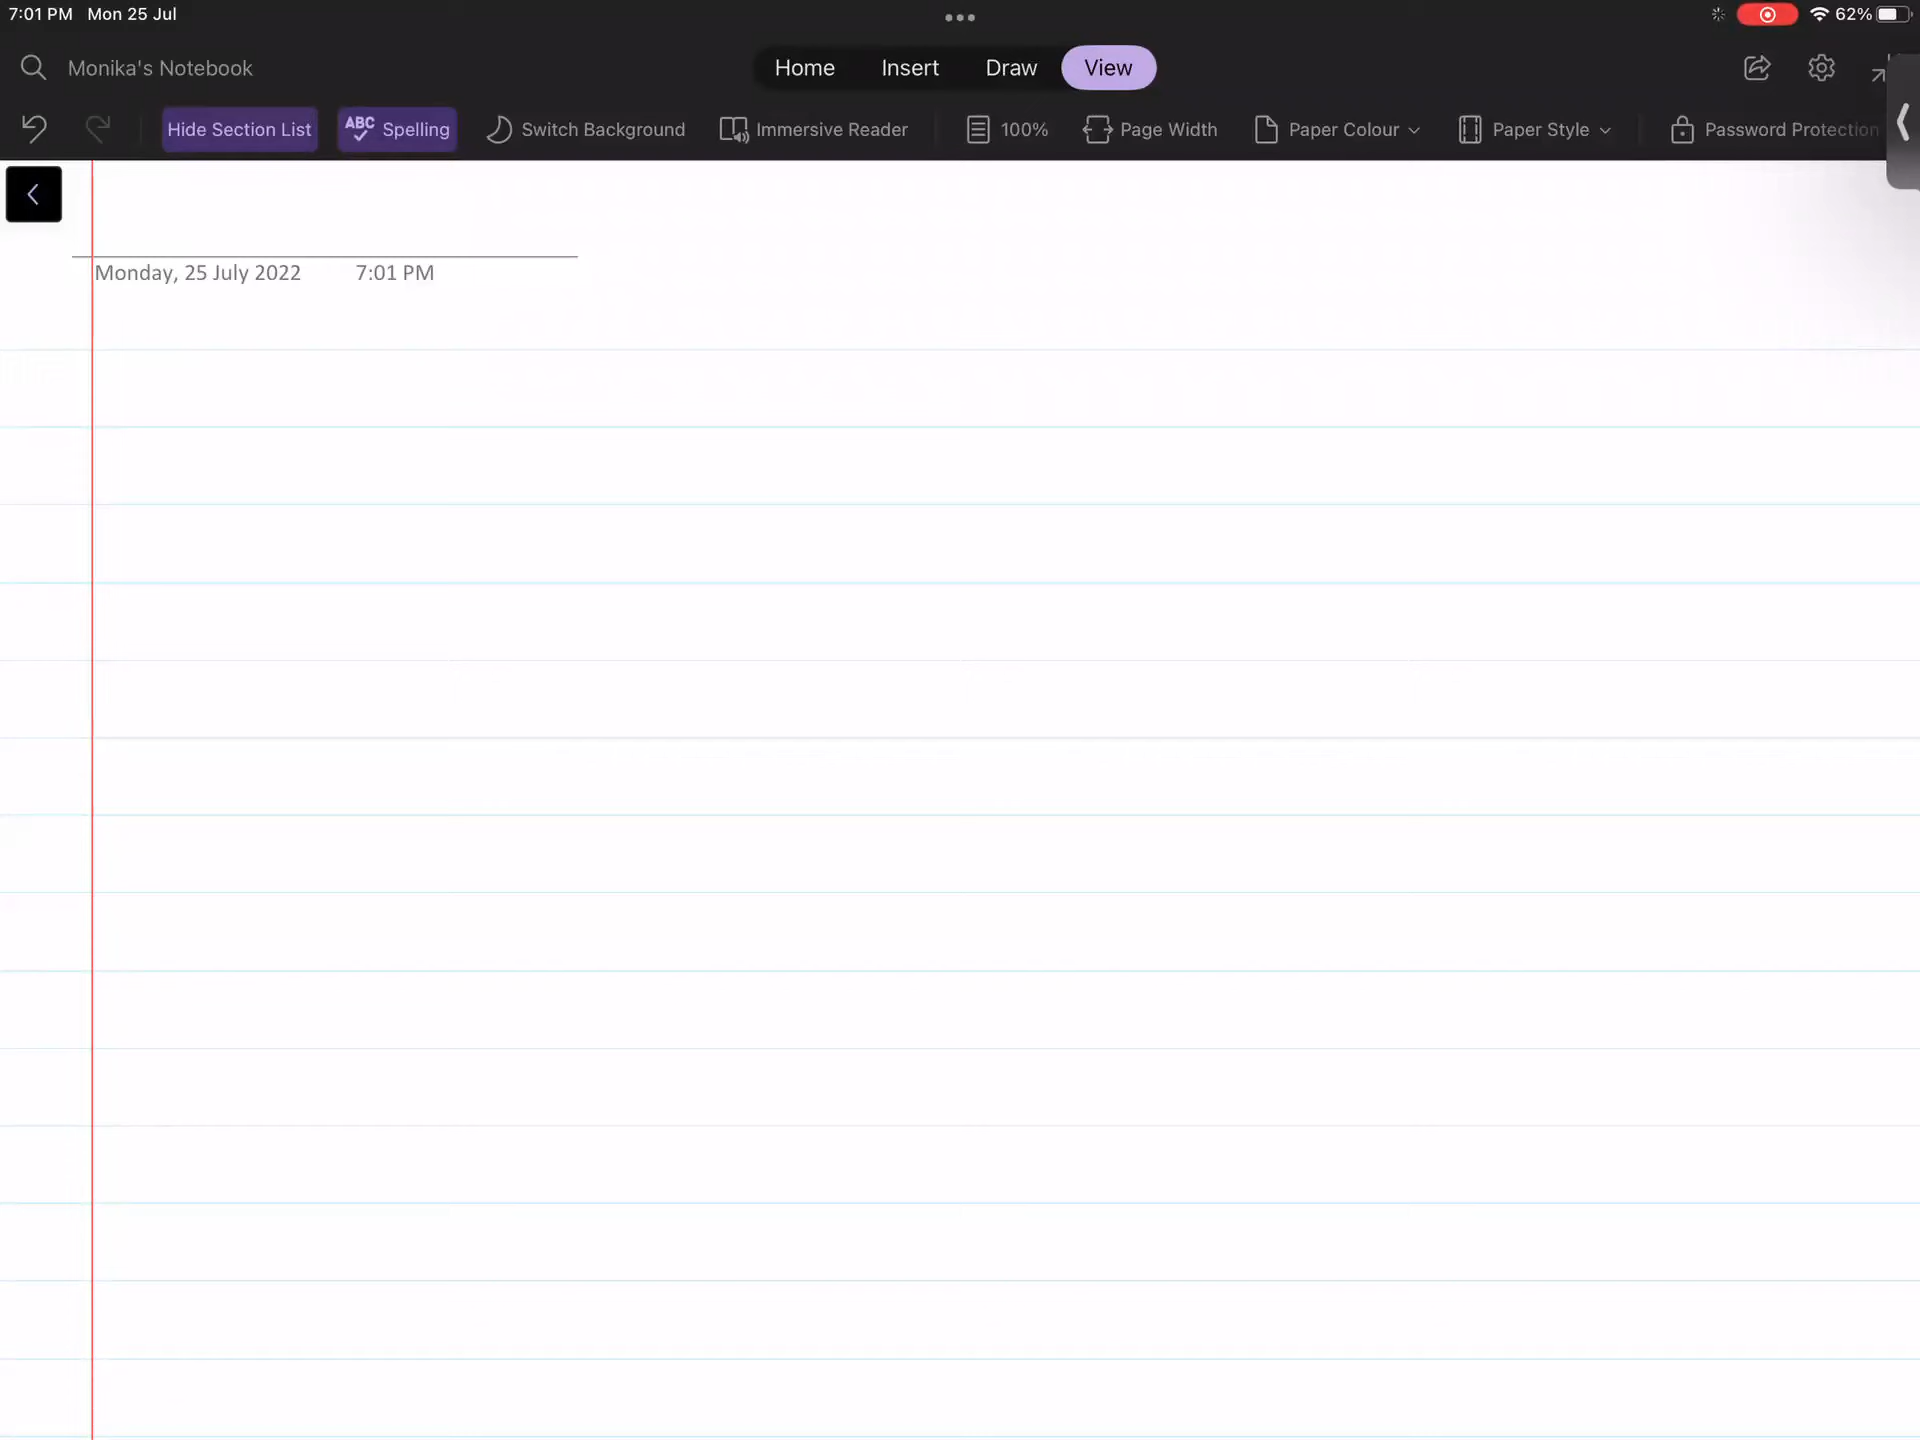 7:01 PM Mon 25 Jul 62%
Monika's Notebook Home Insert Draw View
Hide Section List ABC Spelling Switch Background Immersive Reader 100% Page Width Paper Colour Paper Style Password Protection
Monday, 25 July 2022 7:01 PM